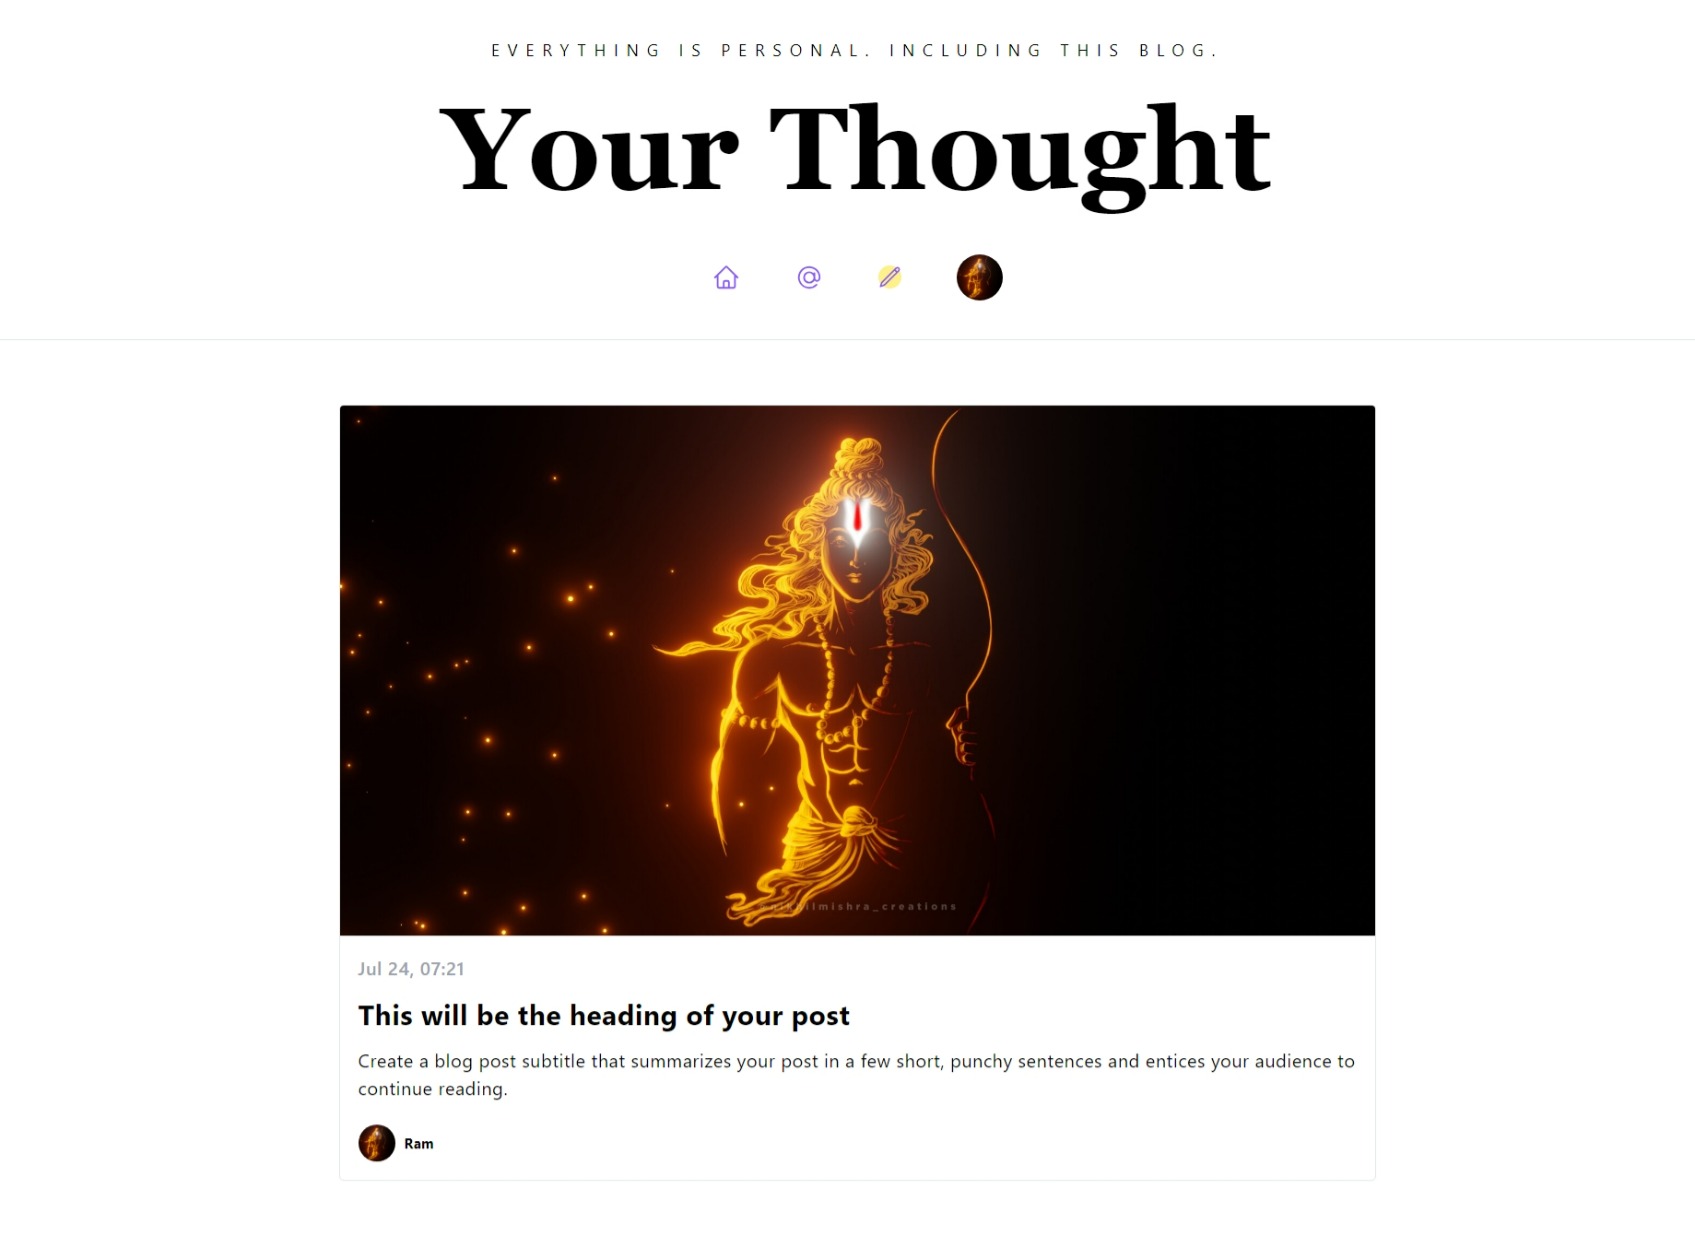 EVERYTHING IS PERSONAL. INCLUDING THIS BLOG.
Your Thought
Jul 24, 07:21
This will be the heading of your post
Create a blog post subtitle that summarizes your post in a few short, punchy sentences and entices your audience to
continue reading.
Ram